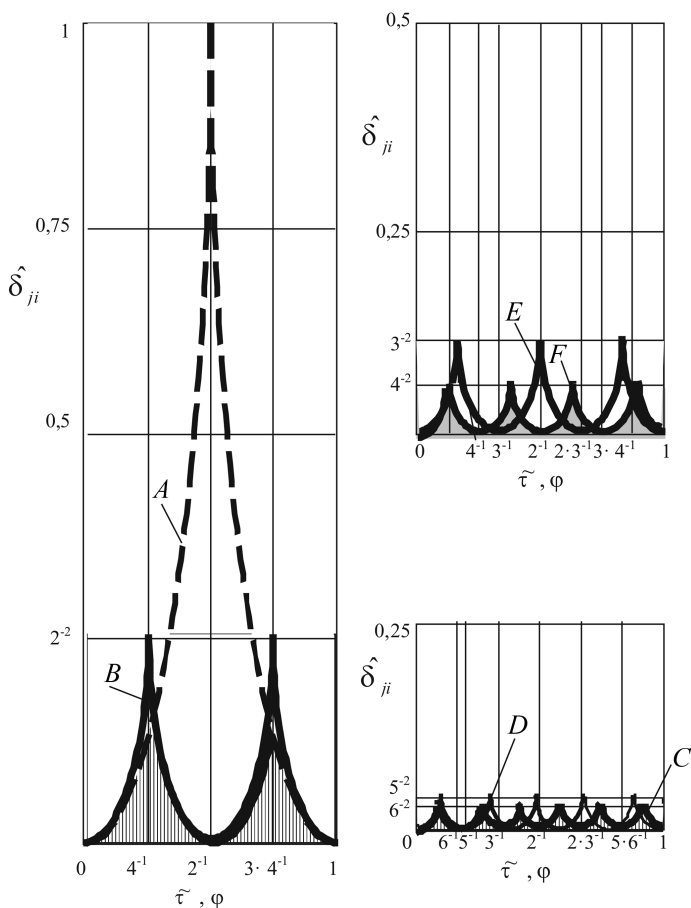 1
0,75
δ̂ ji
0,5
A
2⁻²
B
0 4⁻¹ 2⁻¹ 3· 4⁻¹ 1
τ̃ , φ
0,5
δ̂ ji
0,25
E
3⁻²
F
4⁻²
0 4⁻¹ 3⁻¹ 2⁻¹ 2·3⁻¹ 3· 4⁻¹ 1
τ̃ , φ
0,25
δ̂ ji
D
C
5⁻²
6⁻²
0 6⁻¹ 5⁻¹ 3⁻¹ 2⁻¹ 2·3⁻¹ 5·6⁻¹ 1
τ̃ , φ